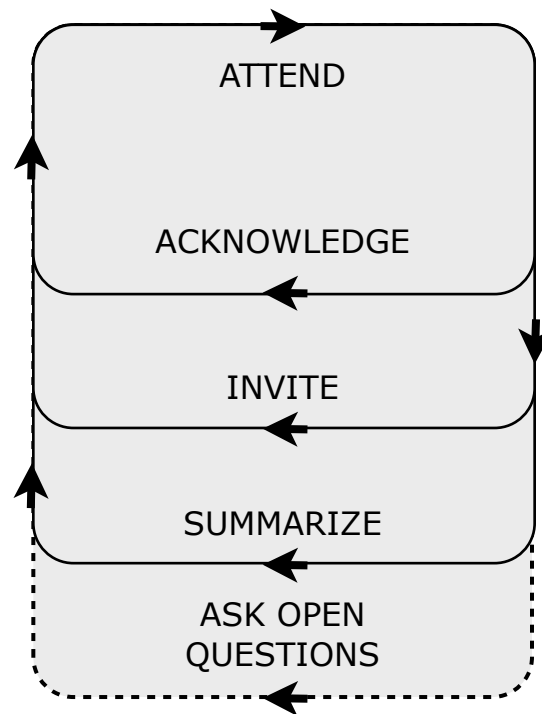 ATTEND
ACKNOWLEDGE
INVITE
SUMMARIZE
ASK OPEN
QUESTIONS